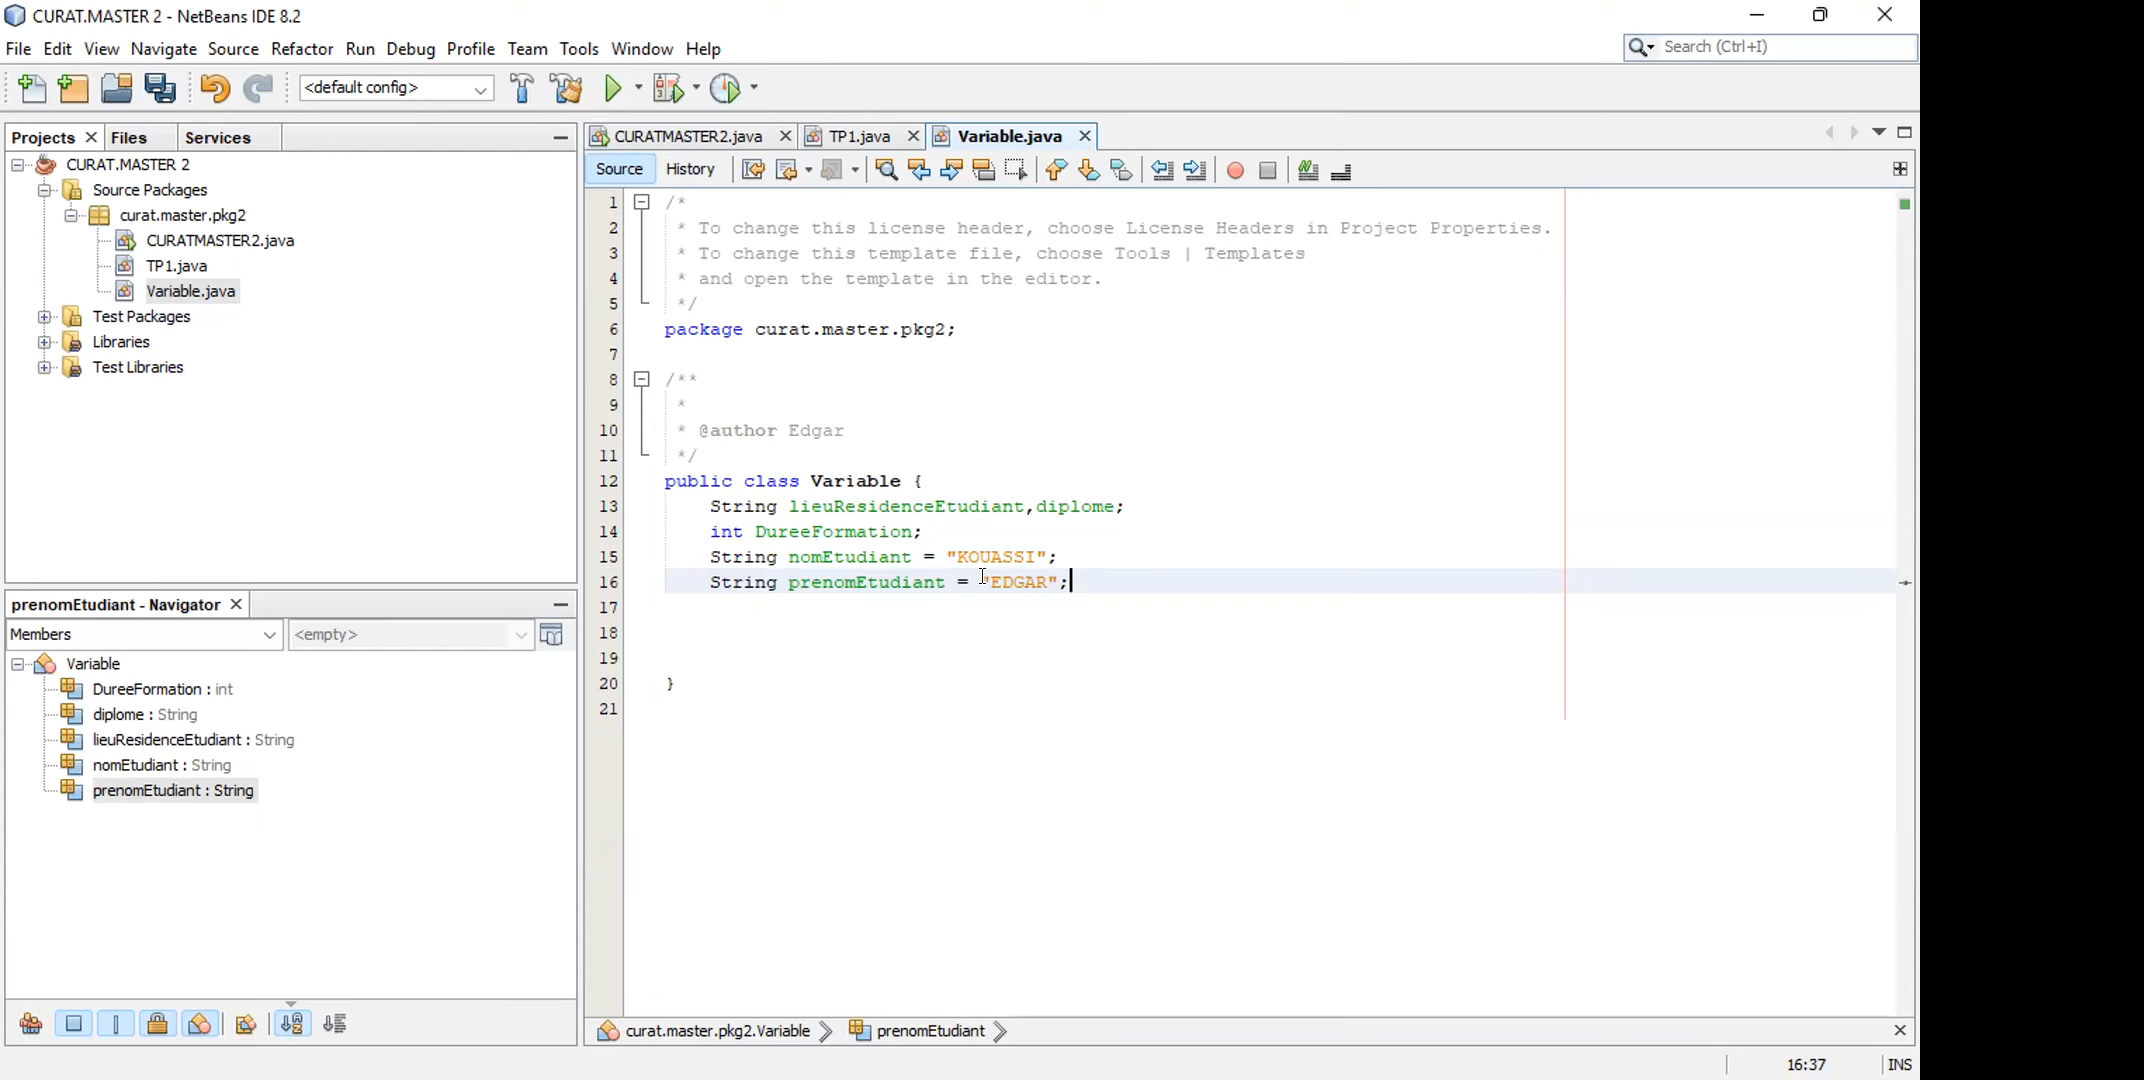 CURAT.MASTER 2 - NetBeans IDE 8.2
File Edit View Navigate Source Refactor Run Debug Profile Team Tools Window Help
Search (Ctrl+I)
<default config>
Projects Files Services
CURAT.MASTER 2
Source Packages
curat.master.pkg2
CURATMASTER2.java
TP1.java
Variable.java
Test Packages
Libraries
Test Libraries
prenomEtudiant - Navigator
Members <empty>
Variable
DureeFormation : int
diplome : String
lieuResidenceEtudiant : String
nomEtudiant : String
prenomEtudiant : String
CURATMASTER2.java TP1.java Variable.java
Source History
1 /*
2 * To change this license header, choose License Headers in Project Properties.
3 * To change this template file, choose Tools | Templates
4 * and open the template in the editor.
5 */
6 package curat.master.pkg2;
7
8 /**
9 *
10 * @author Edgar
11 */
12 public class Variable {
13 String lieuResidenceEtudiant,diplome;
14 int DureeFormation;
15 String nomEtudiant = "KOUASSI";
16 String prenomEtudiant = "EDGAR";
17
18
19
20 }
21
curat.master.pkg2.Variable prenomEtudiant
16:37 INS